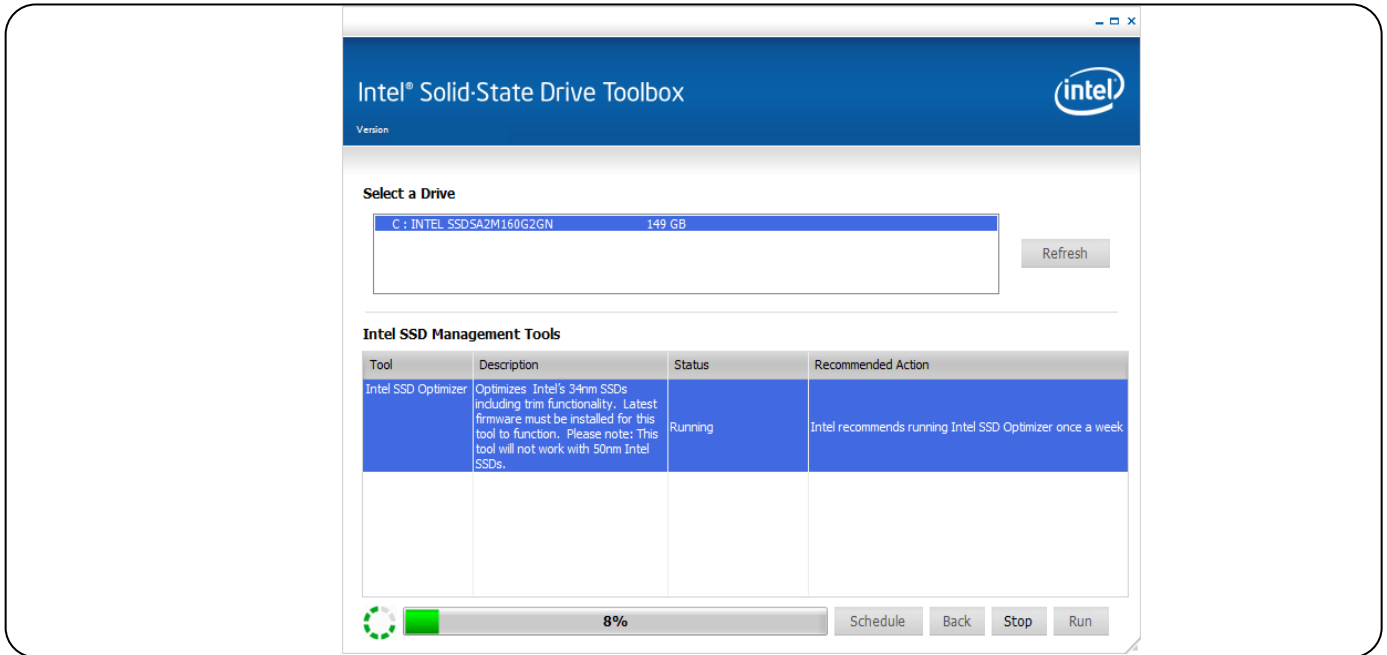 Intel® Solid-State Drive Toolbox
intel
Version
Select a Drive
C : INTEL SSDSA2M160G2GN 149 GB
Refresh
Intel SSD Management Tools
Tool Description Status Recommended Action
Intel SSD Optimizer
Optimizes Intel's 34nm SSDs
including trim functionality. Latest
firmware must be installed for this
tool to function. Please note: This
tool will not work with 50nm Intel
SSDs.
Running
Intel recommends running Intel SSD Optimizer once a week
8%
Schedule Back Stop Run